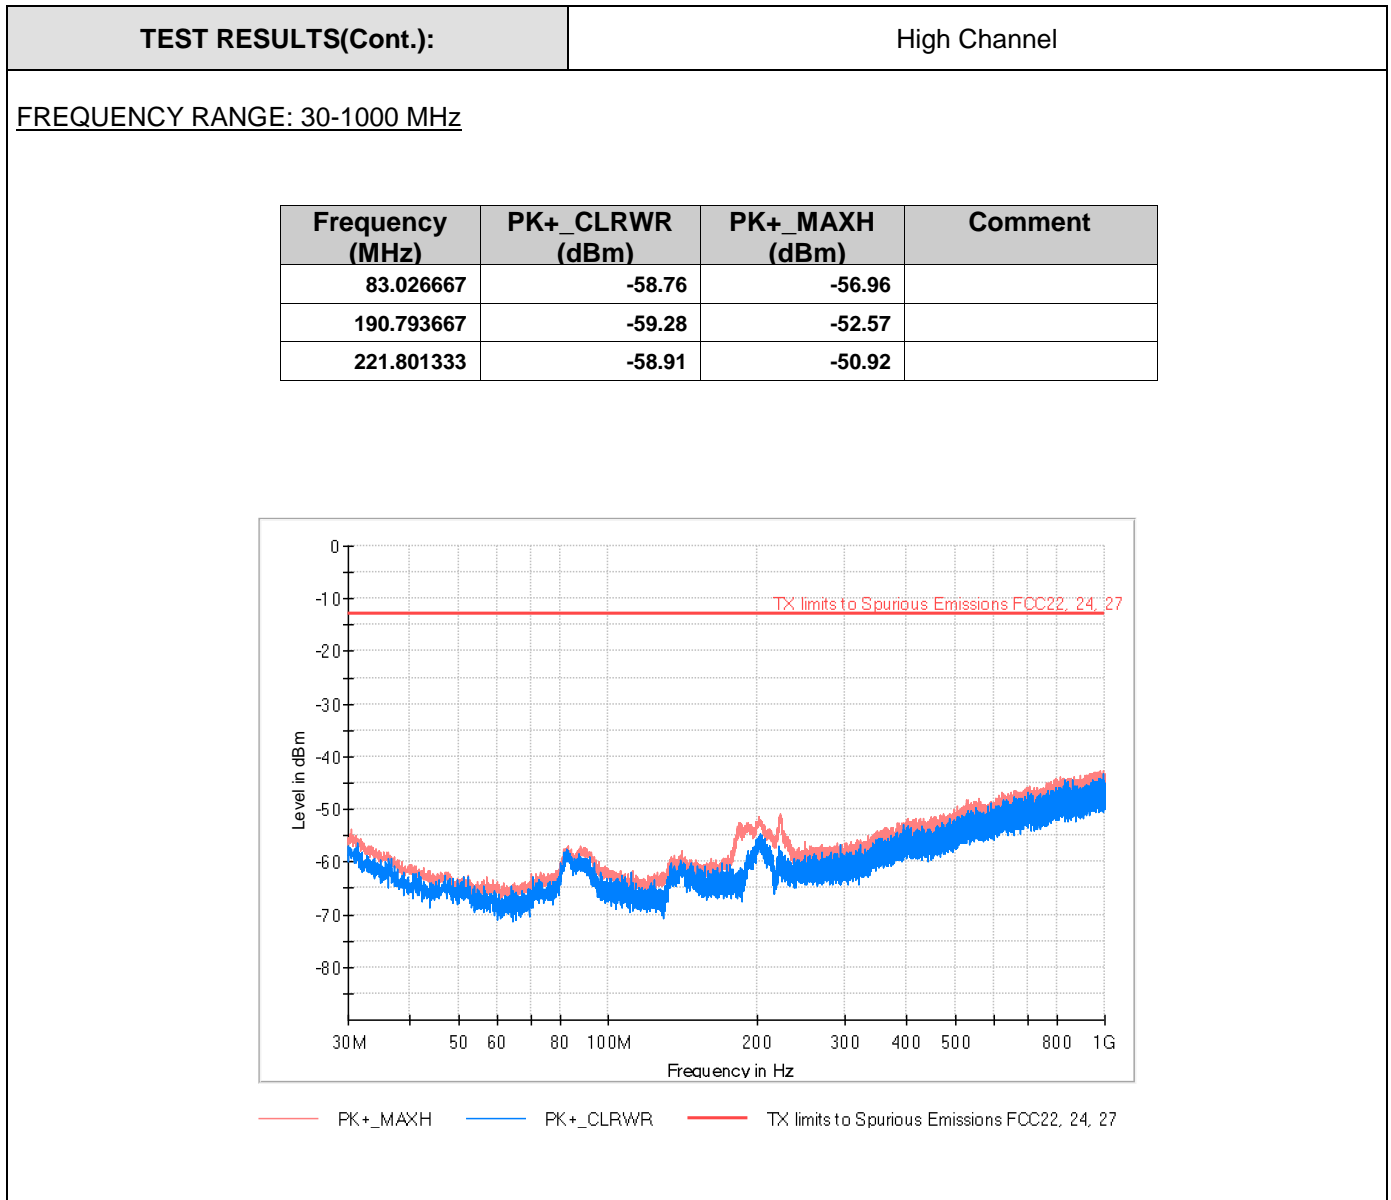 TEST RESULTS(Cont.): High Channel
FREQUENCY RANGE: 30-1000 MHz
Frequency (MHz) PK+_CLRWR (dBm) PK+_MAXH (dBm) Comment
83.026667 -58.76 -56.96
190.793667 -59.28 -52.57
221.801333 -58.91 -50.92
0
-10
TX limits to Spurious Emissions FCC22, 24, 27
-20
-30
-40
-50
-60
-70
-80
Level in dBm
30M 50 60 80 100M 200 300 400 500 800 1G
Frequency in Hz
PK+_MAXH PK+_CLRWR TX limits to Spurious Emissions FCC22, 24, 27